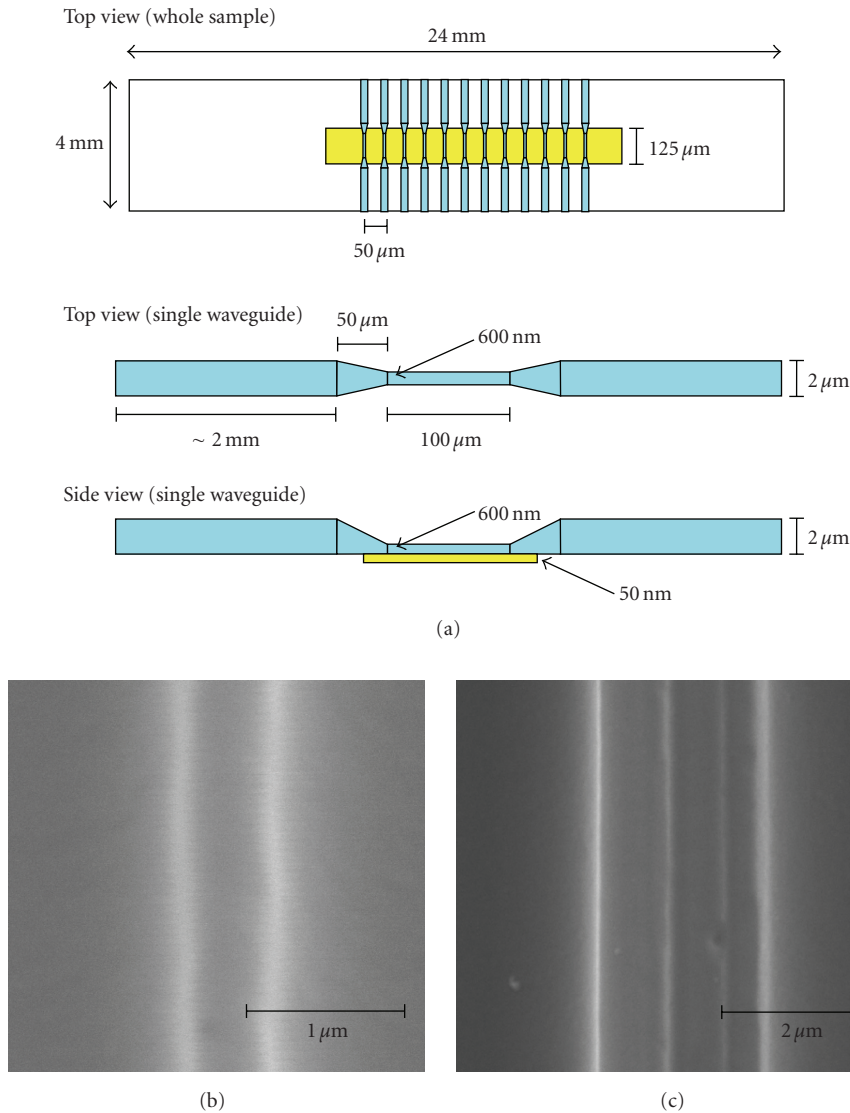 Top view (whole sample)
24 mm
4 mm
125 µm
50 µm
Top view (single waveguide)
50 µm
600 nm
2 µm
∼ 2 mm
100 µm
Side view (single waveguide)
600 nm
2 µm
50 nm
(a)
1 µm
2 µm
(b)
(c)